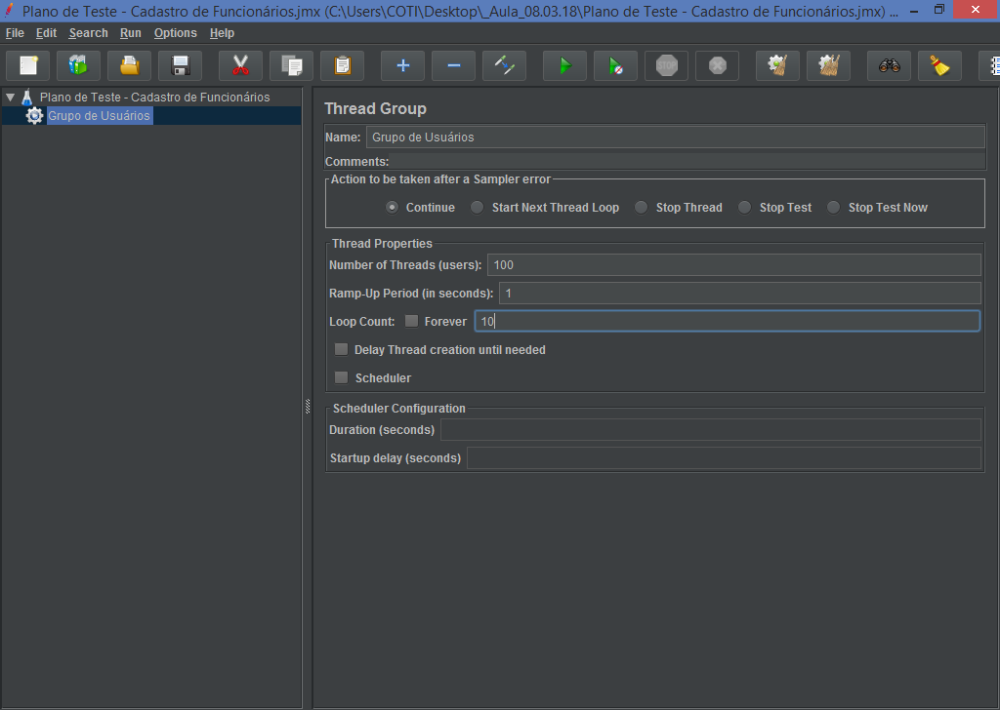 Plano de Teste - Cadastro de Funcionários.jmx (C:\Users\COTI\Desktop\_Aula_08.03.18\Plano de Teste - Cadastro de Funcionários.jmx) ...
File Edit Search Run Options Help
STOP
Plano de Teste - Cadastro de Funcionários
Grupo de Usuários
Thread Group
Name: Grupo de Usuários
Comments:
Action to be taken after a Sampler error
Continue Start Next Thread Loop Stop Thread Stop Test Stop Test Now
Thread Properties
Number of Threads (users): 100
Ramp-Up Period (in seconds): 1
Loop Count: Forever 10
Delay Thread creation until needed
Scheduler
Scheduler Configuration
Duration (seconds)
Startup delay (seconds)